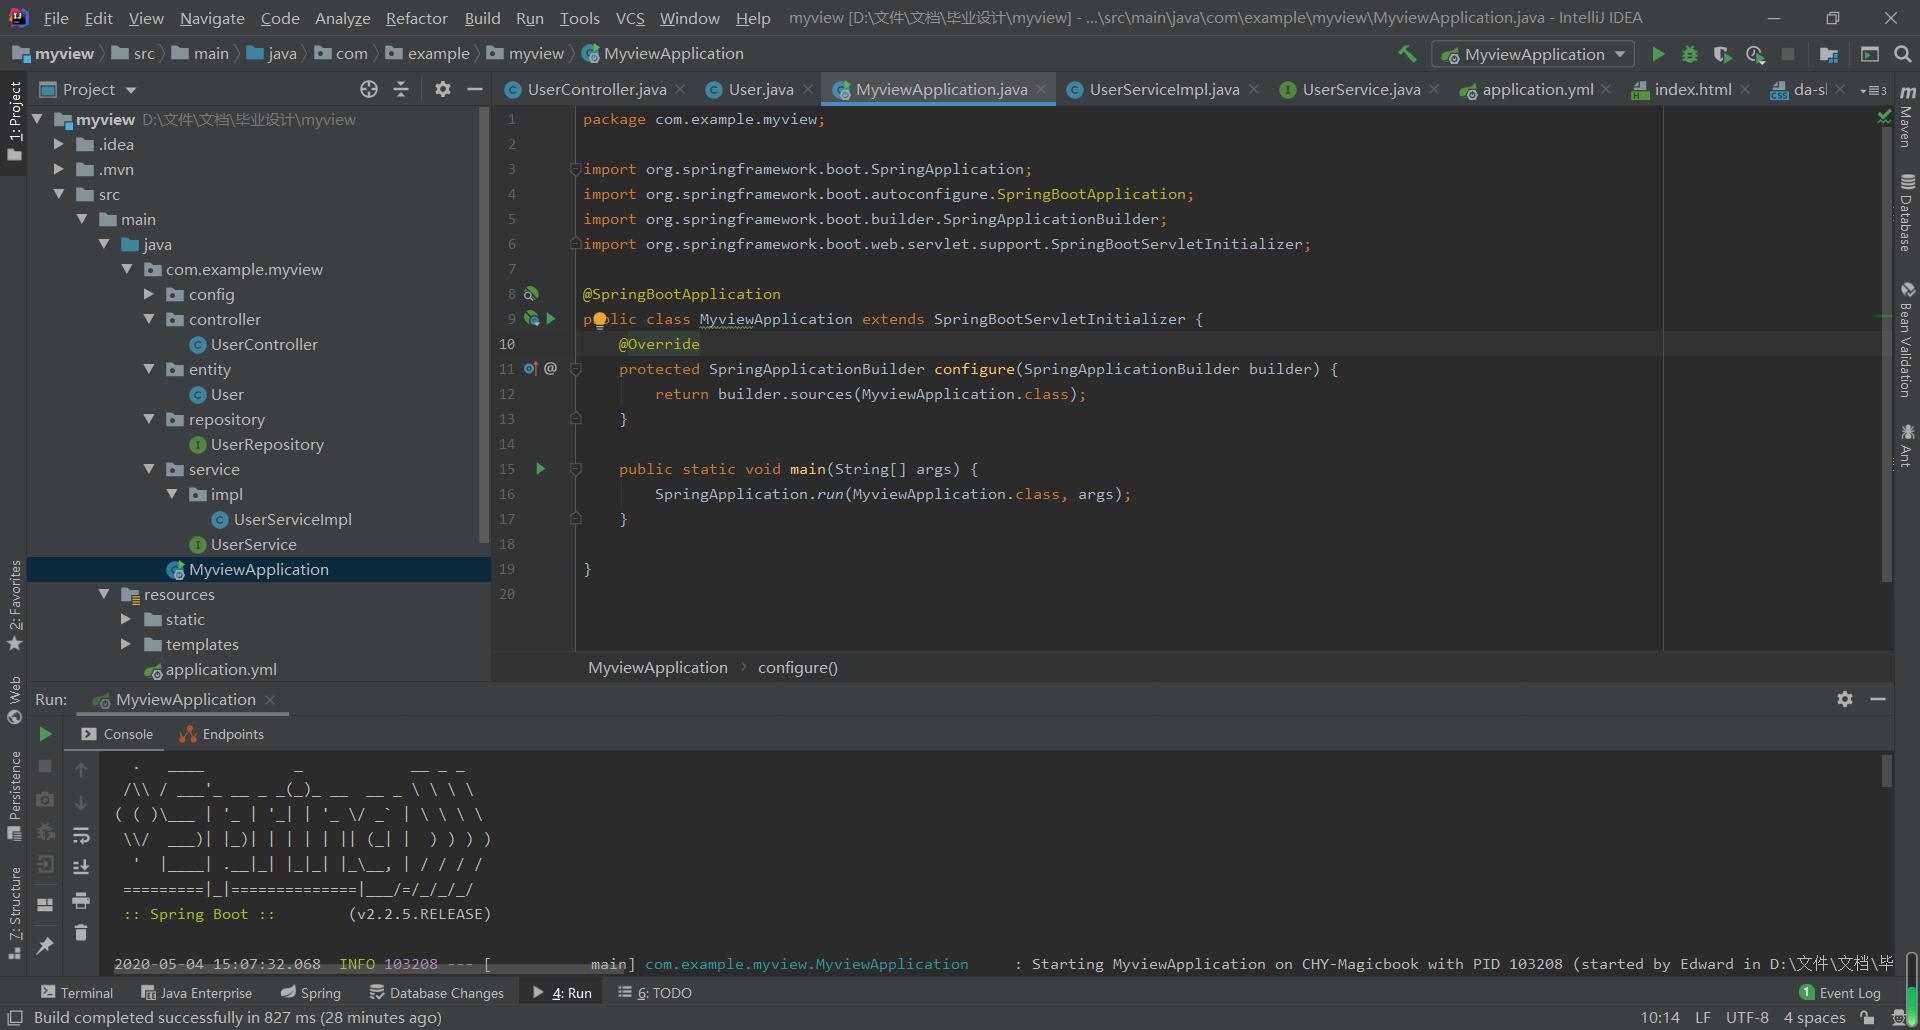 File Edit View Navigate Code Analyze Refactor Build Run Tools VCS Window Help myview [D:\文件\文档\毕业设计\myview] - ...\src\main\java\com\example\myview\MyviewApplication.java - IntelliJ IDEA
myview src main java com example myview MyviewApplication MyviewApplication
Project UserController.java User.java MyviewApplication.java UserServiceImpl.java UserService.java application.yml index.html da-sl 3
1: Project
2: Favorites
Web
Persistence
7: Structure
myview D:\文件\文档\毕业设计\myview
.idea
.mvn
src
main
java
com.example.myview
config
controller
UserController
entity
User
repository
UserRepository
service
impl
UserServiceImpl
UserService
MyviewApplication
resources
static
templates
application.yml
1 package com.example.myview;
2
3 import org.springframework.boot.SpringApplication;
4 import org.springframework.boot.autoconfigure.SpringBootApplication;
5 import org.springframework.boot.builder.SpringApplicationBuilder;
6 import org.springframework.boot.web.servlet.support.SpringBootServletInitializer;
7
8 @SpringBootApplication
9 public class MyviewApplication extends SpringBootServletInitializer {
10 @Override
11 protected SpringApplicationBuilder configure(SpringApplicationBuilder builder) {
12 return builder.sources(MyviewApplication.class);
13 }
14
15 public static void main(String[] args) {
16 SpringApplication.run(MyviewApplication.class, args);
17 }
18
19 }
20
MyviewApplication configure()
Maven
Database
Bean Validation
Ant
Run: MyviewApplication
Console Endpoints
  .   ____          _            __ _ _
 /\\ / ___'_ __ _ _(_)_ __  __ _ \ \ \ \
( ( )\___ | '_ | '_| | '_ \/ _` | \ \ \ \
 \\/  ___)| |_)| | | | | || (_| |  ) ) ) )
  '  |____| .__|_| |_|_| |_\__, | / / / /
 =========|_|==============|___/=/_/_/_/
 :: Spring Boot ::        (v2.2.5.RELEASE)
2020-05-04 15:07:32.068 INFO 103208 --- [ main] com.example.myview.MyviewApplication : Starting MyviewApplication on CHY-Magicbook with PID 103208 (started by Edward in D:\文件\文档\毕
Terminal Java Enterprise Spring Database Changes 4: Run 6: TODO 1 Event Log
Build completed successfully in 827 ms (28 minutes ago) 10:14 LF UTF-8 4 spaces